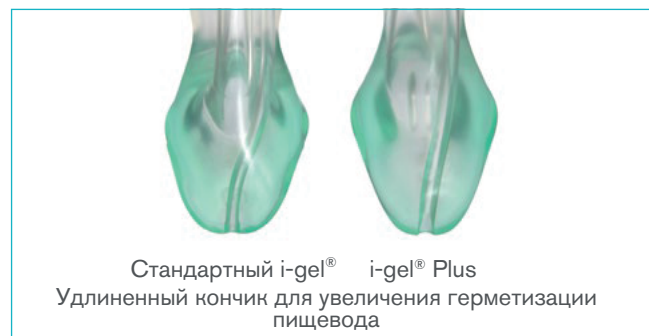 Стандартный i-gel® i-gel® Plus
Удлиненный кончик для увеличения герметизации
пищевода